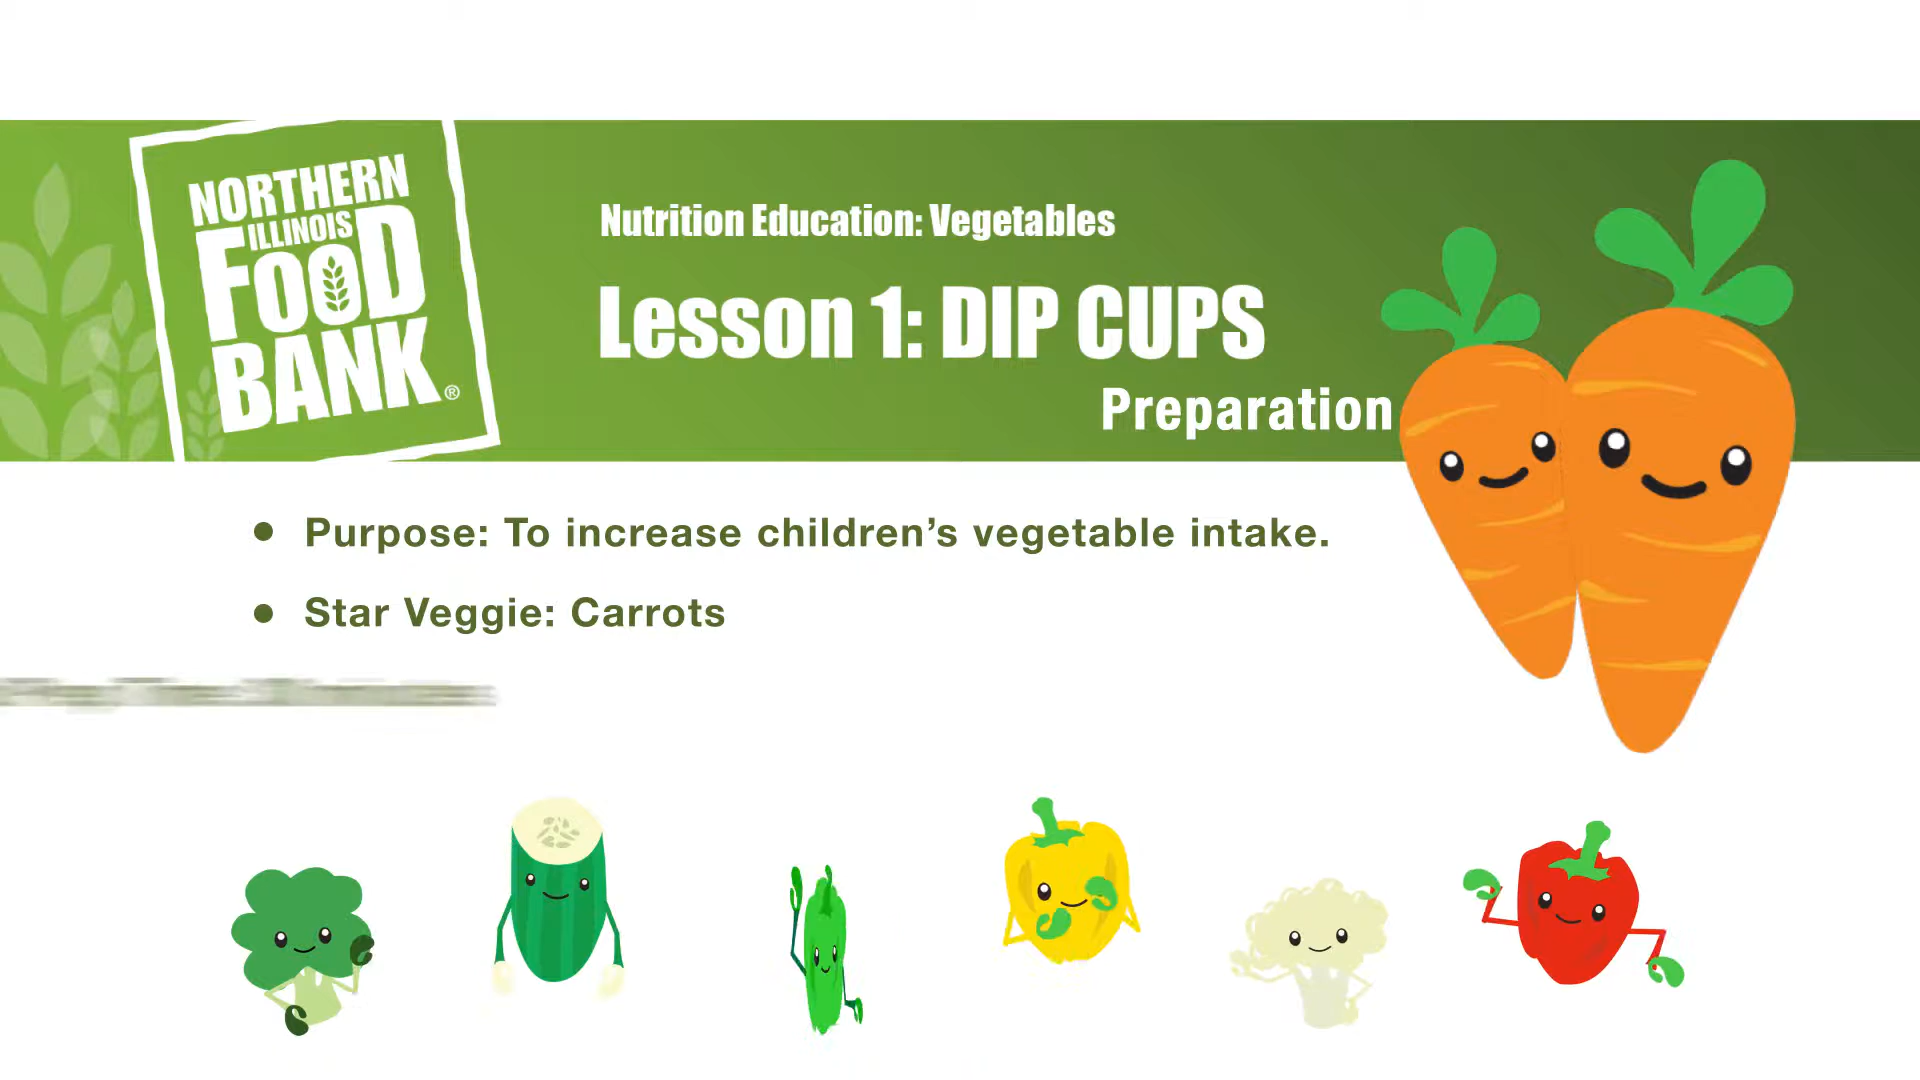 NORTHERN
ILLINOIS
FOOD
BANK®
Nutrition Education: Vegetables
Lesson 1: DIP CUPS
Preparation
• Purpose: To increase children’s vegetable intake.
• Star Veggie: Carrots